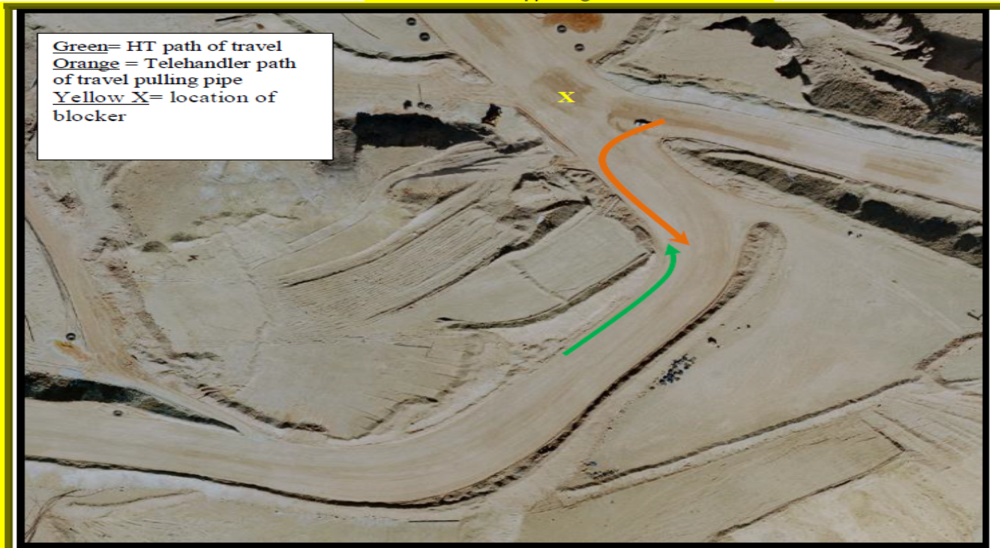 Green= HT path of travel
Orange = Telehandler path
of travel pulling pipe
Yellow X= location of
blocker
X